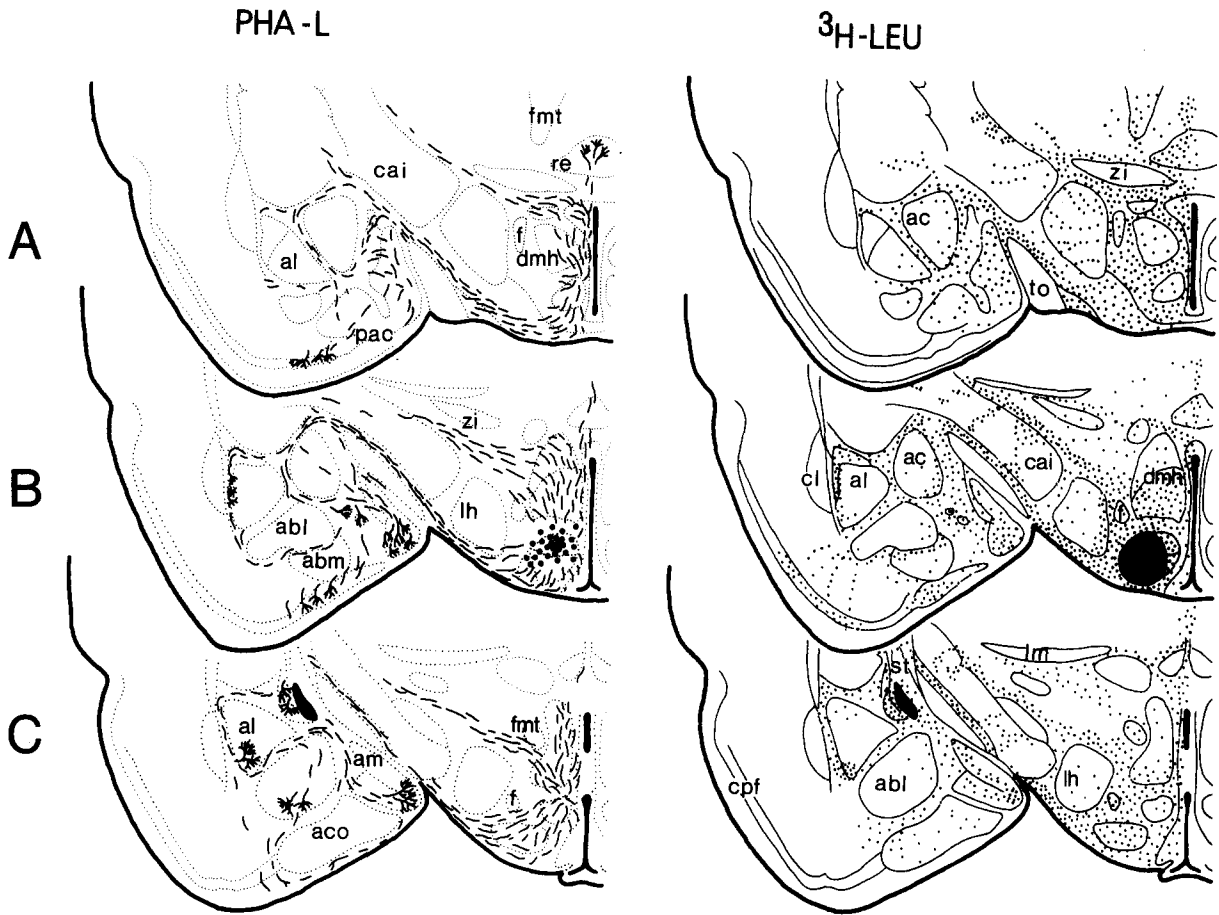 PHA-L
³H-LEU
A
fmt
re
cai
f
dmh
al
pac
zi
ac
to
B
zi
lh
abl
abm
cl
al
ac
cai
dmh
f
C
al
fmt
am
f
aco
st
lm
cpf
abl
lh